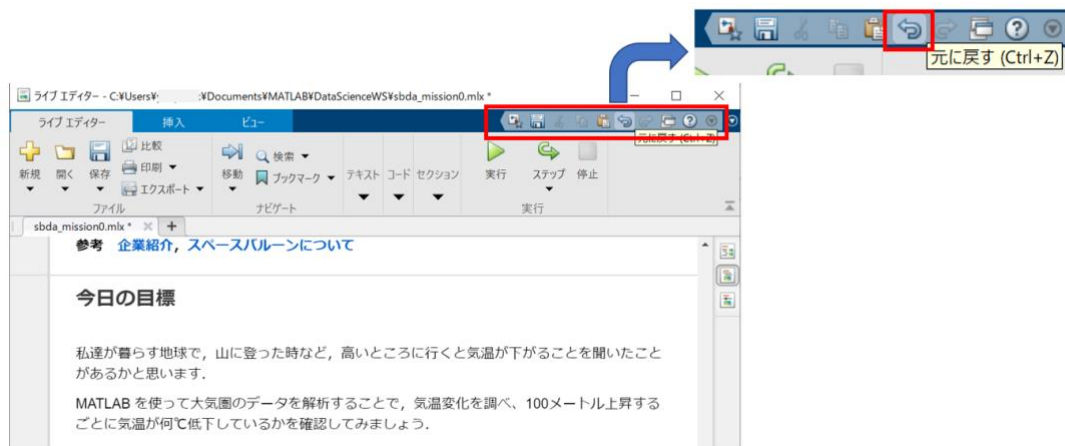 元に戻す (Ctrl+Z)
ライブ エディター - C:¥Users¥ :¥Documents¥MATLAB¥DataScienceWS¥sbda_mission0.mlx *
ライブ エディター 挿入 ビュー
元に戻す (Ctrl+Z)
新規 開く 保存 比較 印刷 エクスポート
移動 検索 ブックマーク
テキスト コード セクション
実行 ステップ 停止
ファイル ナビゲート 実行
sbda_mission0.mlx * × +
参考 企業紹介, スペースバルーンについて
今日の目標
私達が暮らす地球で, 山に登った時など, 高いところに行くと気温が下がることを聞いたこと
があるかと思います.
MATLAB を使って大気圏のデータを解析することで, 気温変化を調べ、100メートル上昇する
ごとに気温が何℃低下しているかを確認してみましょう.